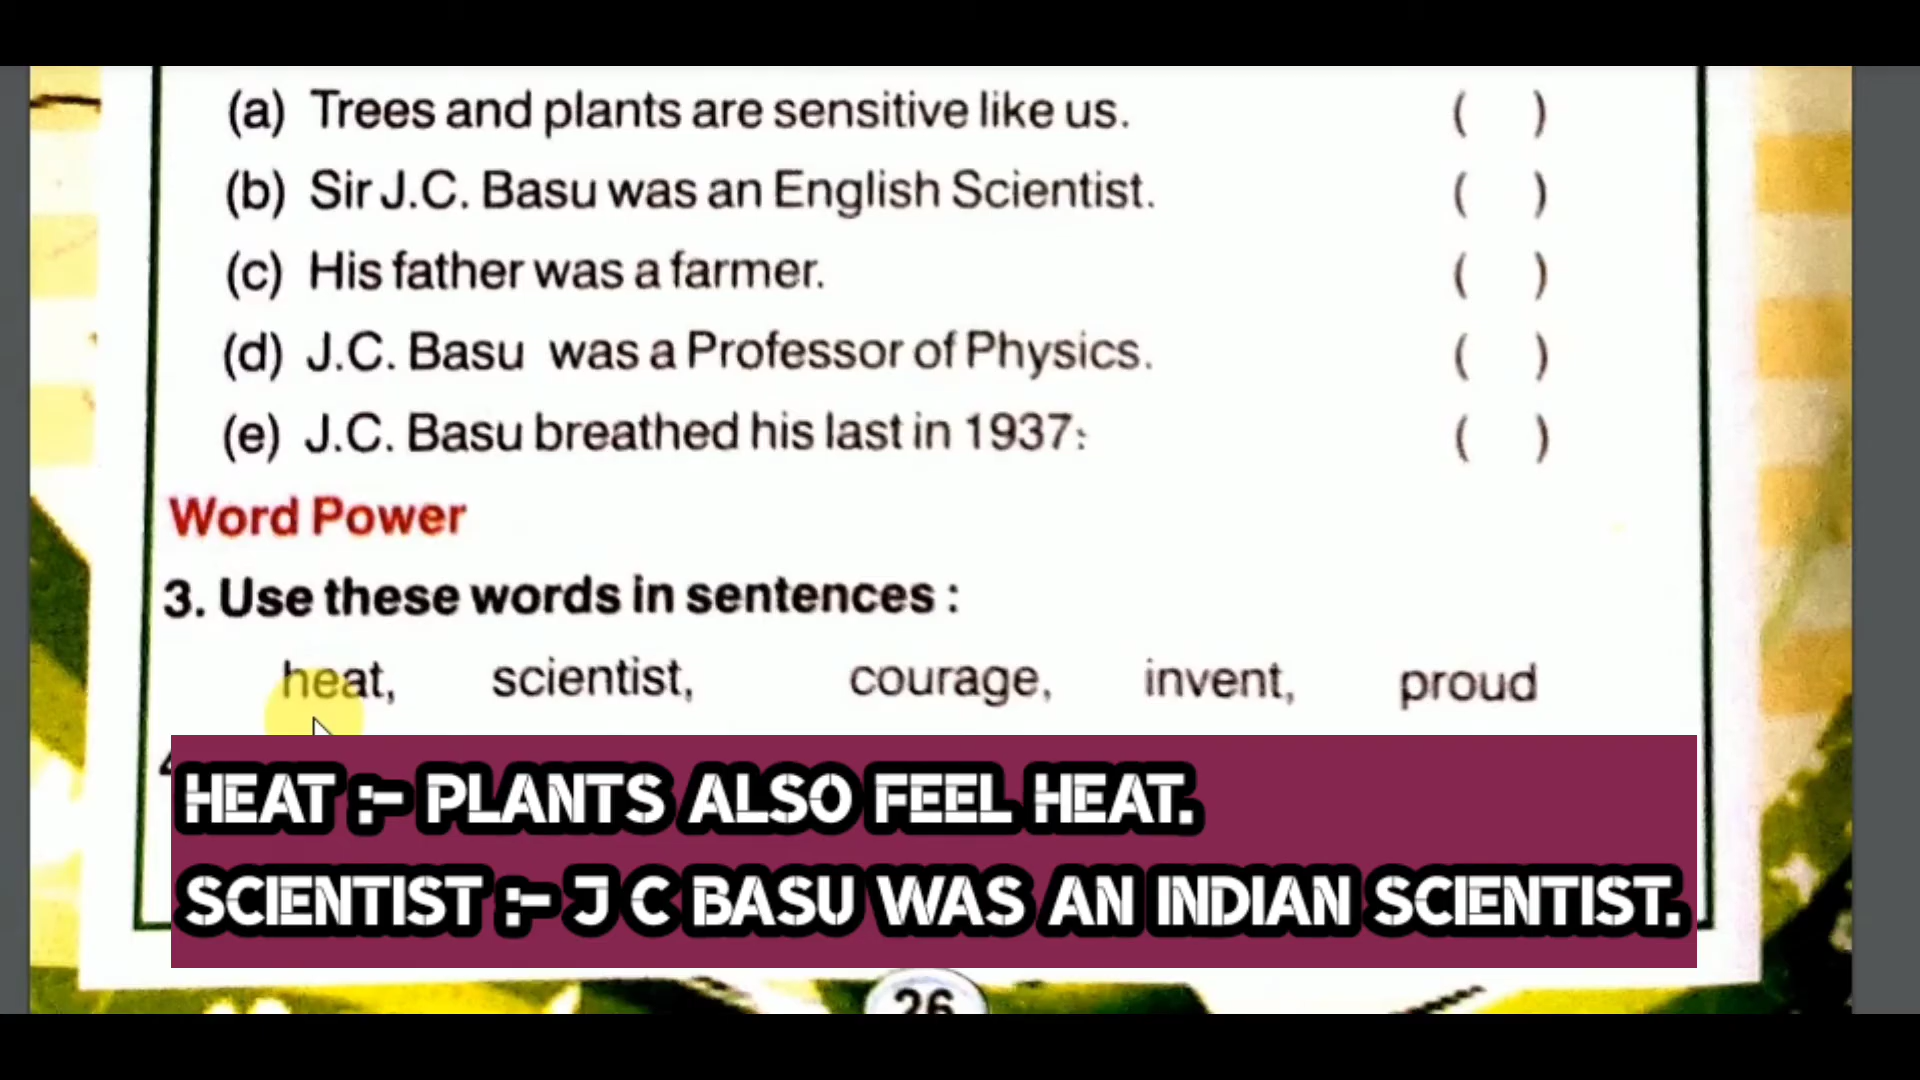 (a) Trees and plants are sensitive like us. ( )
(b) Sir J.C. Basu was an English Scientist. ( )
(c) His father was a farmer. ( )
(d) J.C. Basu was a Professor of Physics. ( )
(e) J.C. Basu breathed his last in 1937: ( )
Word Power
3. Use these words in sentences :
heat, scientist, courage, invent, proud
HEAT :- PLANTS ALSO FEEL HEAT.
SCIENTIST :- J C BASU WAS AN INDIAN SCIENTIST.
26